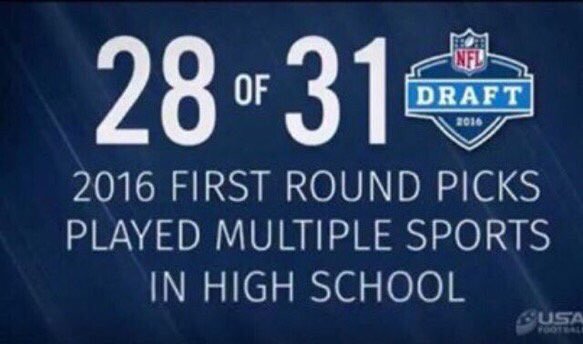 28 OF 31
NFL
DRAFT
2016
2016 FIRST ROUND PICKS
PLAYED MULTIPLE SPORTS
IN HIGH SCHOOL
USA
FOOTBALL